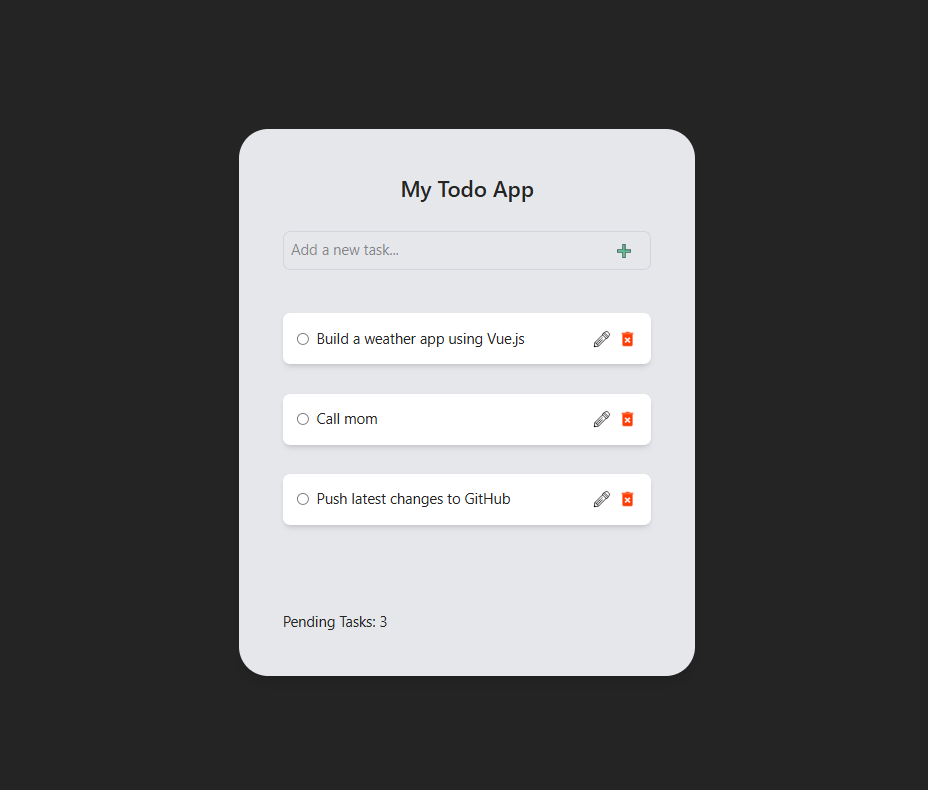 My Todo App
Add a new task...
Build a weather app using Vue.js
Call mom
Push latest changes to GitHub
Pending Tasks: 3